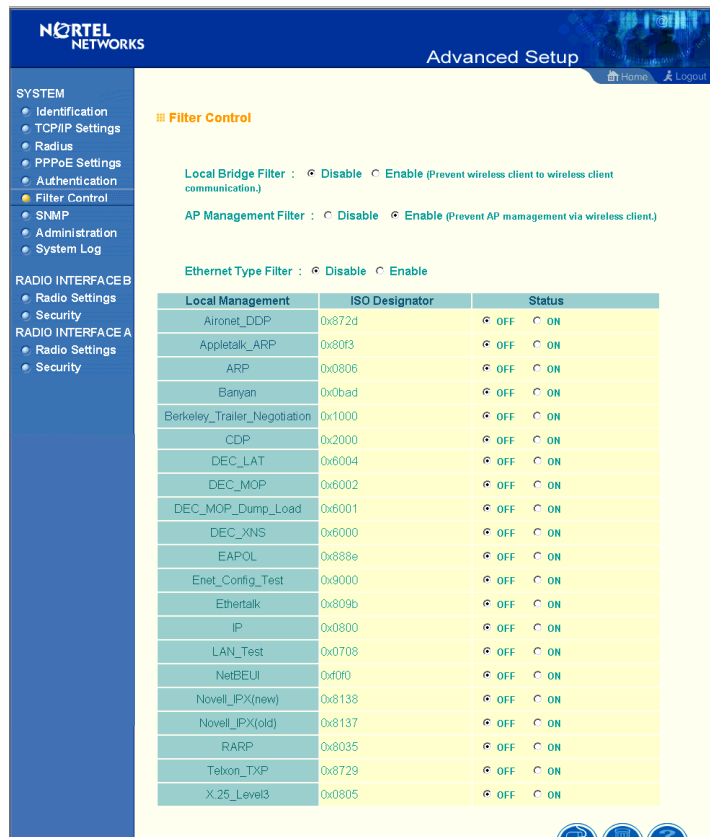 NORTEL
NETWORKS
Advanced Setup
Home
Logout
SYSTEM
Identification
TCP/IP Settings
Radius
PPPoE Settings
Authentication
Filter Control
SNMP
Administration
System Log
RADIO INTERFACE B
Radio Settings
Security
RADIO INTERFACE A
Radio Settings
Security
Filter Control
Local Bridge Filter : Disable Enable (Prevent wireless client to wireless client
communication.)
AP Management Filter : Disable Enable (Prevent AP mamagement via wireless client.)
Ethernet Type Filter : Disable Enable
Local Management ISO Designator Status
Aironet_DDP 0x872d OFF ON
Appletalk_ARP 0x80f3 OFF ON
ARP 0x0806 OFF ON
Banyan 0x0bad OFF ON
Berkeley_Trailer_Negotiation 0x1000 OFF ON
CDP 0x2000 OFF ON
DEC_LAT 0x6004 OFF ON
DEC_MOP 0x6002 OFF ON
DEC_MOP_Dump_Load 0x6001 OFF ON
DEC_XNS 0x6000 OFF ON
EAPOL 0x888e OFF ON
Enet_Config_Test 0x9000 OFF ON
Ethertalk 0x809b OFF ON
IP 0x0800 OFF ON
LAN_Test 0x0708 OFF ON
NetBEUI 0xf0f0 OFF ON
Novell_IPX(new) 0x8138 OFF ON
Novell_IPX(old) 0x8137 OFF ON
RARP 0x8035 OFF ON
Telxon_TXP 0x8729 OFF ON
X.25_Level3 0x0805 OFF ON
?